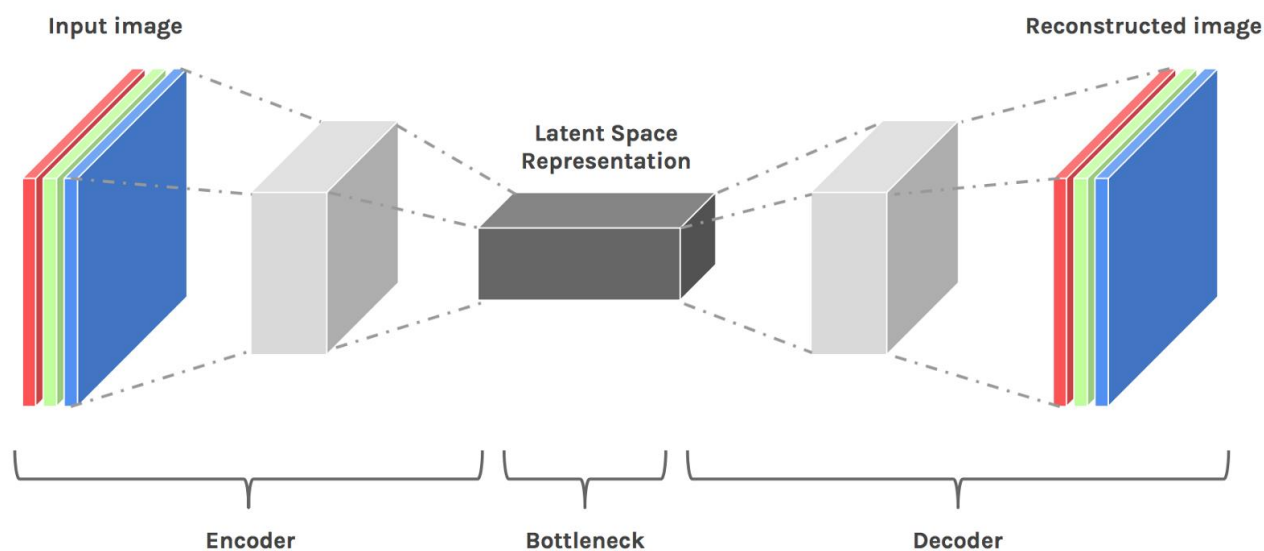 Input image
Reconstructed image
Latent Space
Representation
Encoder
Bottleneck
Decoder